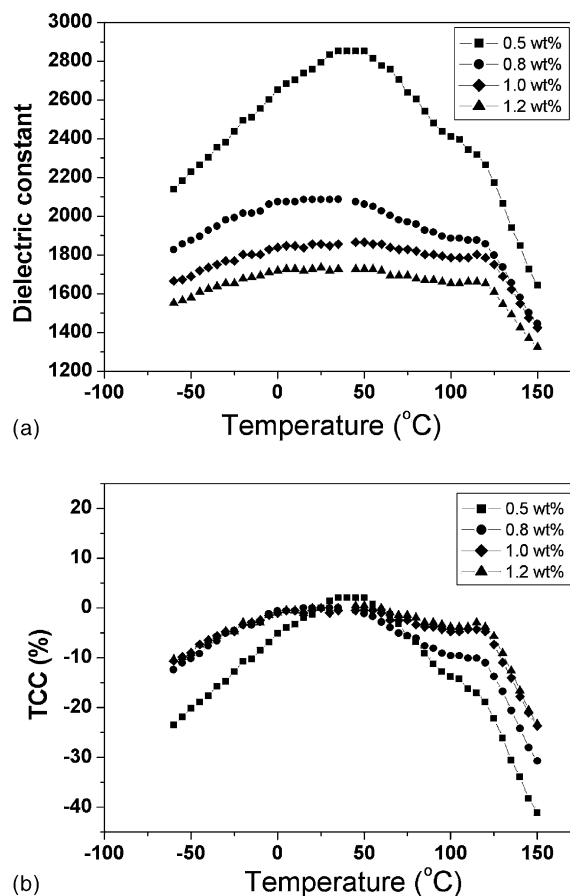 3000
2800
2600
2400
2200
2000
1800
1600
1400
1200
Dielectric constant
0.5 wt%
0.8 wt%
1.0 wt%
1.2 wt%
-100 -50 0 50 100 150
Temperature (°C)
(a)
20
10
0
-10
-20
-30
-40
TCC (%)
0.5 wt%
0.8 wt%
1.0 wt%
1.2 wt%
-100 -50 0 50 100 150
Temperature (°C)
(b)